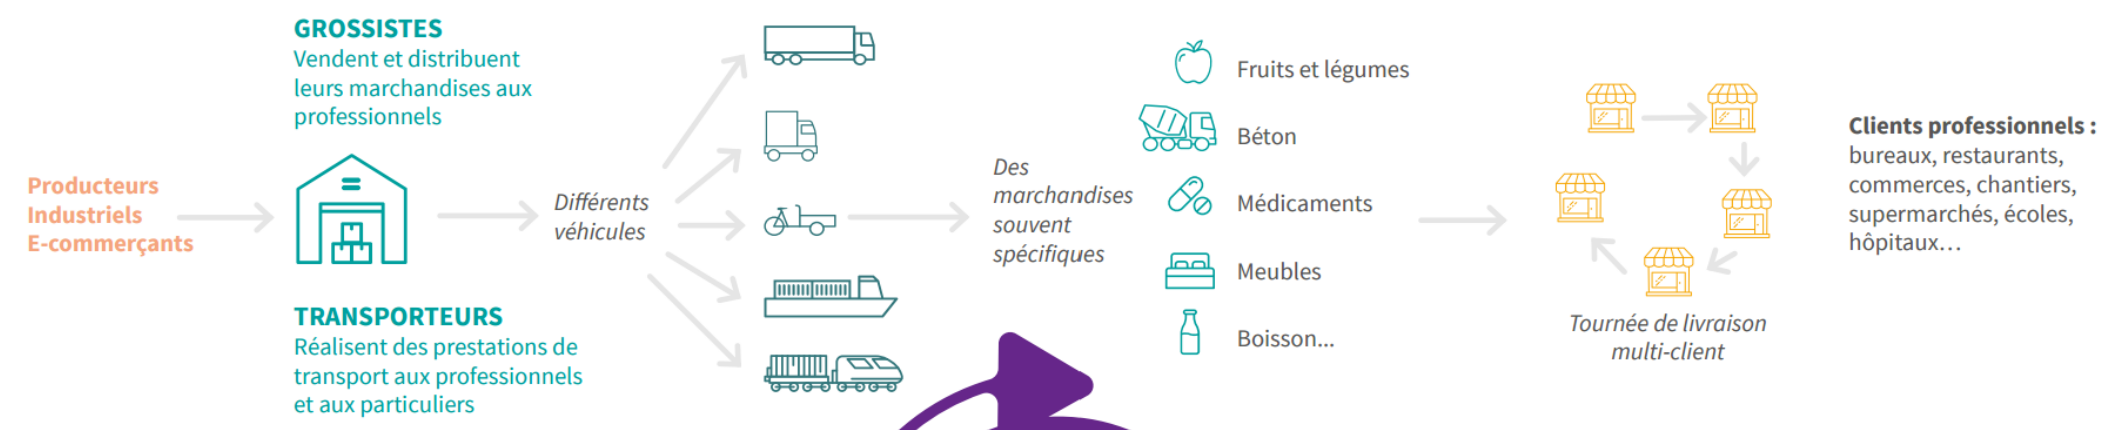 GROSSISTES
Vendent et distribuent
leurs marchandises aux
professionnels
Producteurs
Industriels
E-commerçants
TRANSPORTEURS
Réalisent des prestations de
transport aux professionnels
et aux particuliers
Différents
véhicules
Des
marchandises
souvent
spécifiques
Fruits et légumes
Béton
Médicaments
Meubles
Boisson...
Tournée de livraison
multi-client
Clients professionnels :
bureaux, restaurants,
commerces, chantiers,
supermarchés, écoles,
hôpitaux…